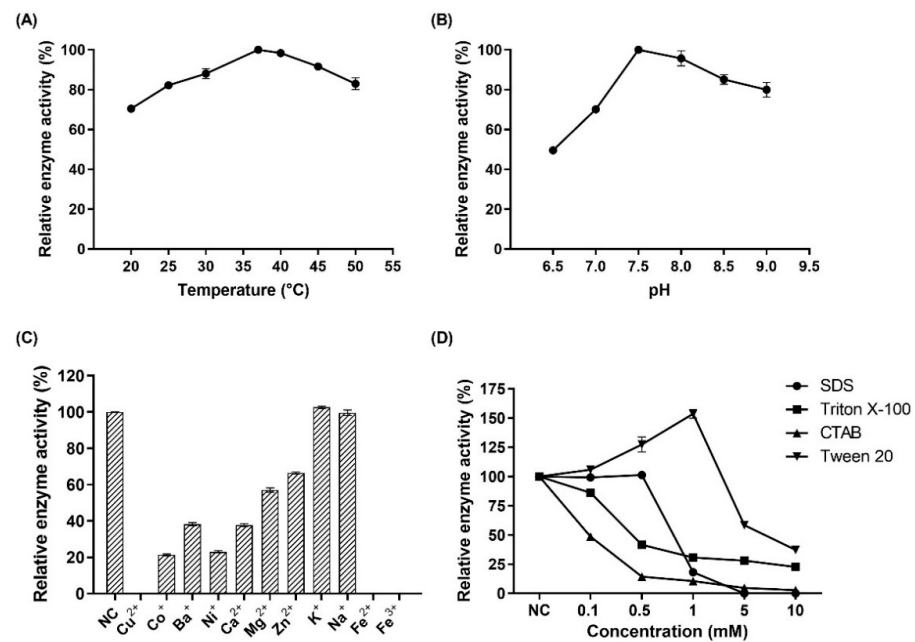 (A)
Relative enzyme activity (%)
100
80
60
40
20
0
20 25 30 35 40 45 50 55
Temperature (°C)
(B)
Relative enzyme activity (%)
100
80
60
40
20
0
6.5 7.0 7.5 8.0 8.5 9.0 9.5
pH
(C)
Relative enzyme activity (%)
120
100
80
60
40
20
0
NC Cu²⁺ Co⁺ Ba⁺ Ni⁺ Ca²⁺ Mg²⁺ Zn²⁺ K⁺ Na⁺ Fe²⁺ Fe³⁺
(D)
Relative enzyme activity (%)
175
150
125
100
75
50
25
0
NC 0.1 0.5 1 5 10
Concentration (mM)
SDS
Triton X-100
CTAB
Tween 20